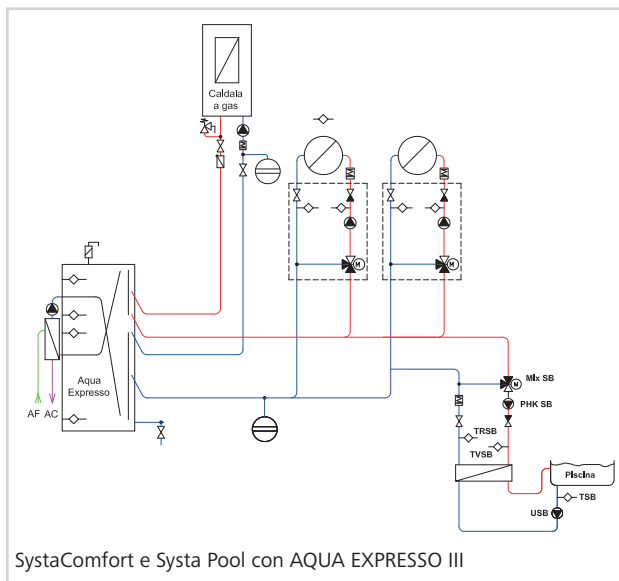 Caldala
a gas
M
M
Aqua
Expresso
AF AC
MIx SB
M
PHK SB
TRSB
TVSB
Piscina
TSB
USB
SystaComfort e Systa Pool con AQUA EXPRESSO III